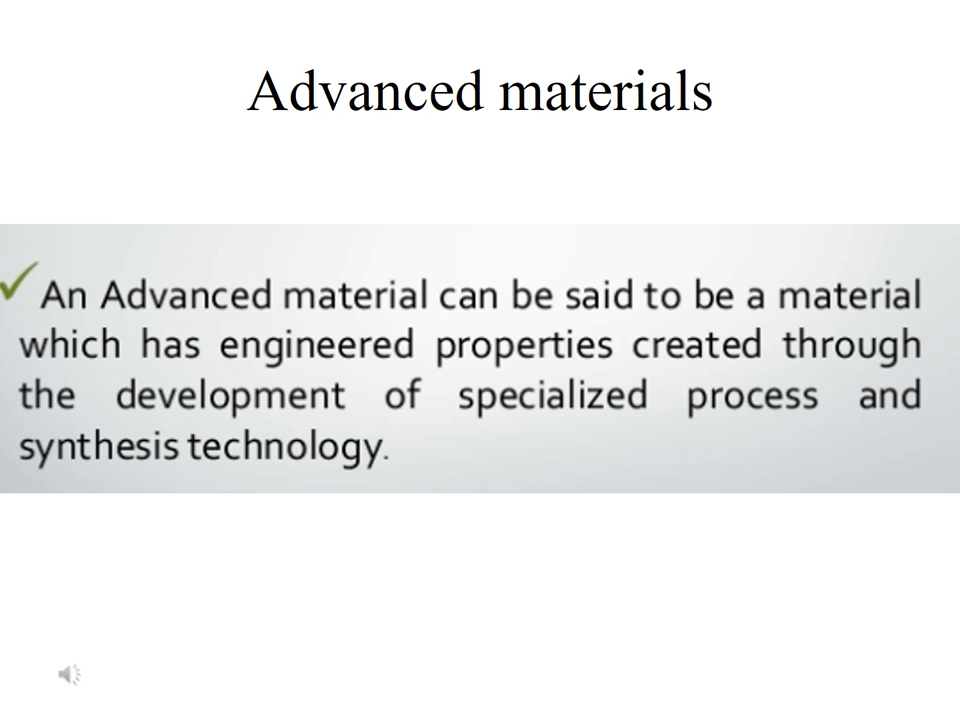 Advanced materials
An Advanced material can be said to be a material
which has engineered properties created through
the development of specialized process and
synthesis technology.